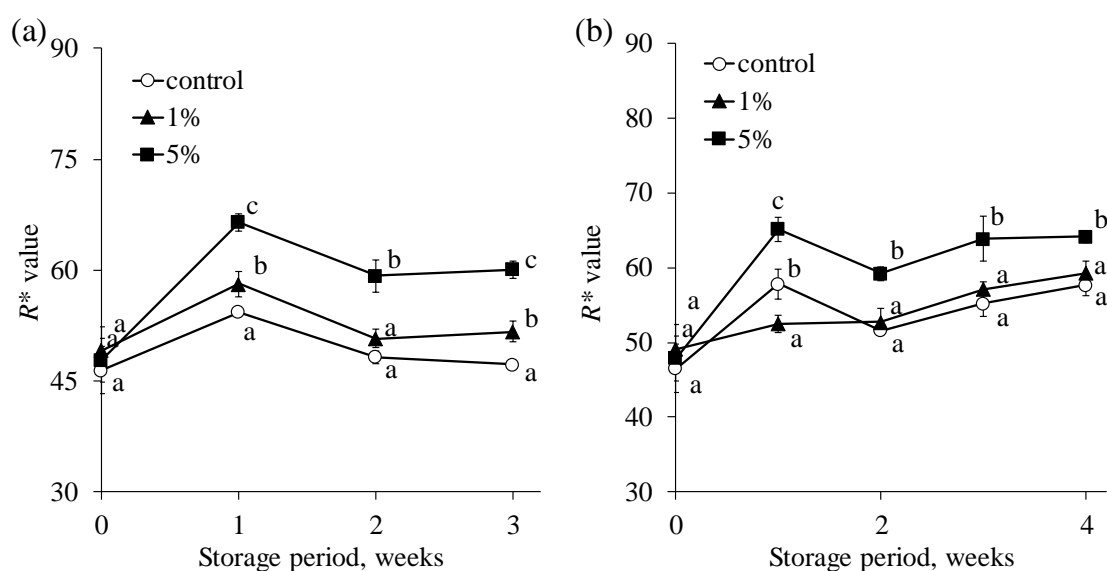 (a)
90
75
60
45
30
R* value
control
1%
5%
a
a
a
c
b
a
b
a
a
c
b
a
0
1
2
3
Storage period, weeks
(b)
90
80
70
60
50
40
30
R* value
control
1%
5%
a
a
a
c
b
b
a
a
b
a
a
b
a
a
0
2
4
Storage period, weeks